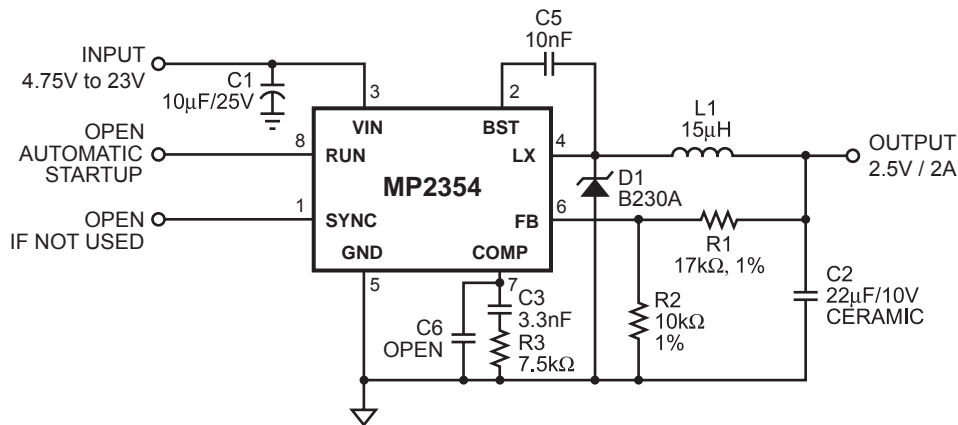 INPUT
4.75V to 23V
C1
10μF/25V
OPEN
AUTOMATIC
STARTUP
OPEN
IF NOT USED
3
VIN
8
RUN
1
SYNC
GND
5
MP2354
C5
10nF
2
BST
4
LX
6
FB
COMP
7
D1
B230A
L1
15μH
OUTPUT
2.5V / 2A
R1
17kΩ, 1%
R2
10kΩ
1%
C2
22μF/10V
CERAMIC
C3
3.3nF
R3
7.5kΩ
C6
OPEN